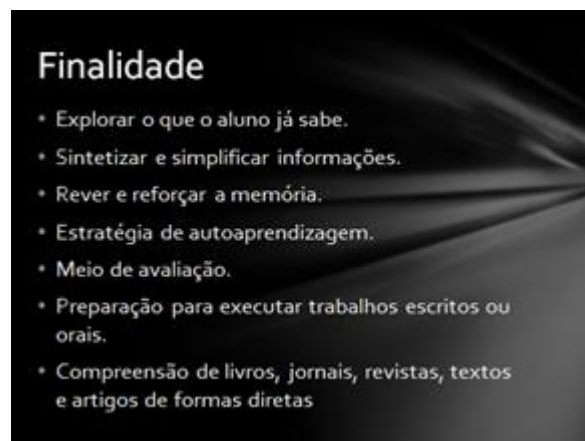 Finalidade
• Explorar o que o aluno já sabe.
• Sintetizar e simplificar informações.
• Rever e reforçar a memória.
• Estratégia de autoaprendizagem.
• Meio de avaliação.
• Preparação para executar trabalhos escritos ou
orais.
• Compreensão de livros, jornais, revistas, textos
e artigos de formas diretas